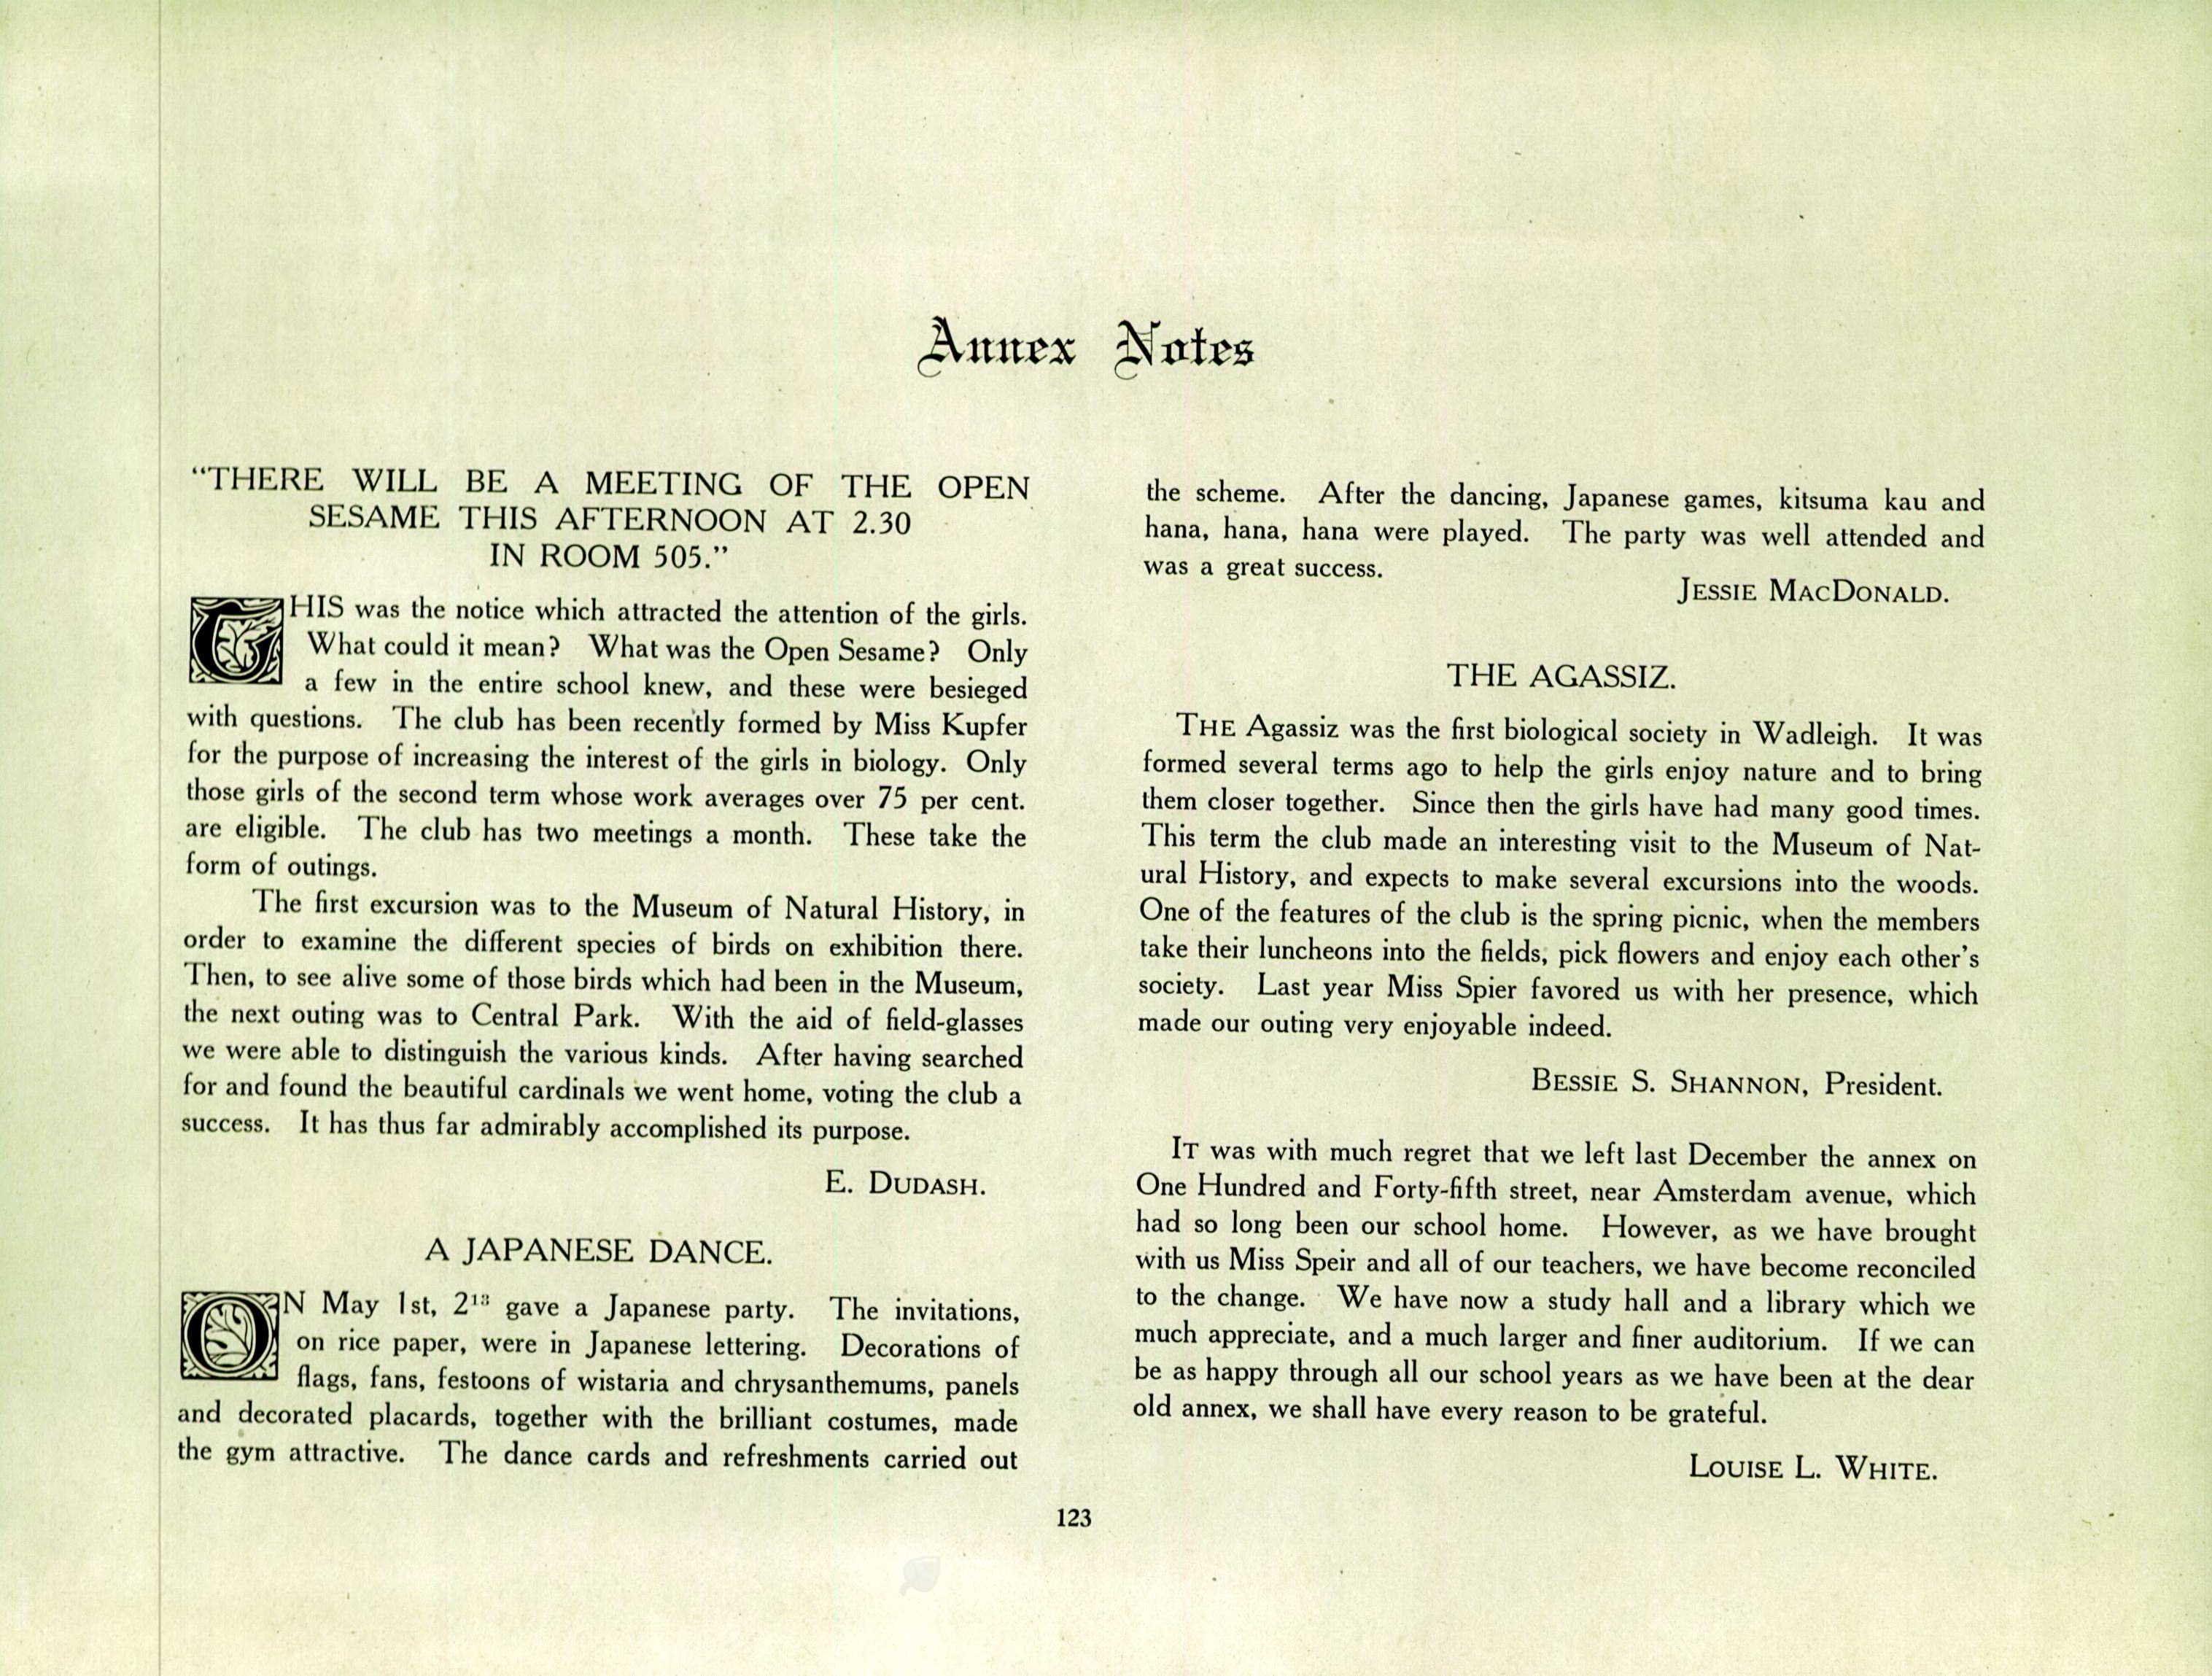 Annex Notes
“THERE WILL BE A MEETING OF THE OPEN
SESAME THIS AFTERNOON AT 2.30
IN ROOM 505.”
THIS was the notice which attracted the attention of the girls.
What could it mean? What was the Open Sesame? Only
a few in the entire school knew, and these were besieged
with questions. The club has been recently formed by Miss Kupfer
for the purpose of increasing the interest of the girls in biology. Only
those girls of the second term whose work averages over 75 per cent.
are eligible. The club has two meetings a month. These take the
form of outings.
The first excursion was to the Museum of Natural History, in
order to examine the different species of birds on exhibition there.
Then, to see alive some of those birds which had been in the Museum,
the next outing was to Central Park. With the aid of field-glasses
we were able to distinguish the various kinds. After having searched
for and found the beautiful cardinals we went home, voting the club a
success. It has thus far admirably accomplished its purpose.
E. DUDASH.
A JAPANESE DANCE.
ON May 1st, 2¹³ gave a Japanese party. The invitations,
on rice paper, were in Japanese lettering. Decorations of
flags, fans, festoons of wistaria and chrysanthemums, panels
and decorated placards, together with the brilliant costumes, made
the gym attractive. The dance cards and refreshments carried out
the scheme. After the dancing, Japanese games, kitsuma kau and
hana, hana, hana were played. The party was well attended and
was a great success.
JESSIE MACDONALD.
THE AGASSIZ.
THE Agassiz was the first biological society in Wadleigh. It was
formed several terms ago to help the girls enjoy nature and to bring
them closer together. Since then the girls have had many good times.
This term the club made an interesting visit to the Museum of Nat-
ural History, and expects to make several excursions into the woods.
One of the features of the club is the spring picnic, when the members
take their luncheons into the fields, pick flowers and enjoy each other’s
society. Last year Miss Spier favored us with her presence, which
made our outing very enjoyable indeed.
BESSIE S. SHANNON, President.
IT was with much regret that we left last December the annex on
One Hundred and Forty-fifth street, near Amsterdam avenue, which
had so long been our school home. However, as we have brought
with us Miss Speir and all of our teachers, we have become reconciled
to the change. We have now a study hall and a library which we
much appreciate, and a much larger and finer auditorium. If we can
be as happy through all our school years as we have been at the dear
old annex, we shall have every reason to be grateful.
LOUISE L. WHITE.
123